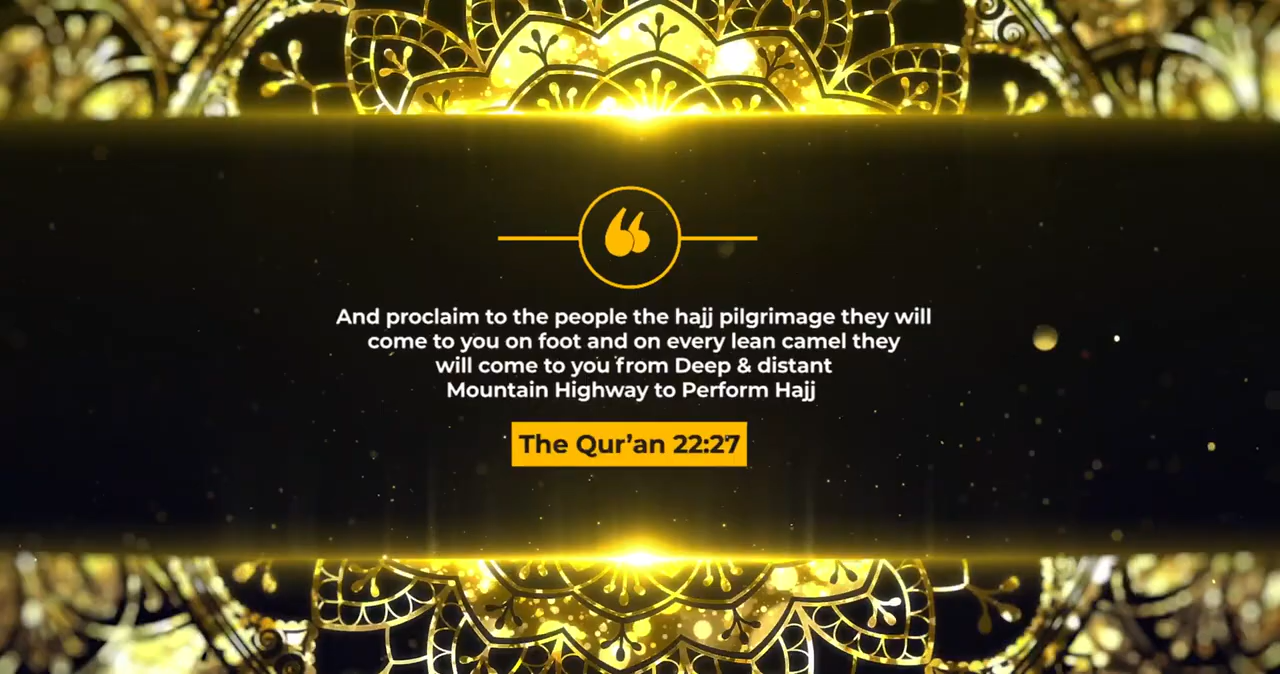 And proclaim to the people the hajj pilgrimage they will
come to you on foot and on every lean camel they
will come to you from Deep & distant
Mountain Highway to Perform Hajj
The Qur’an 22:27